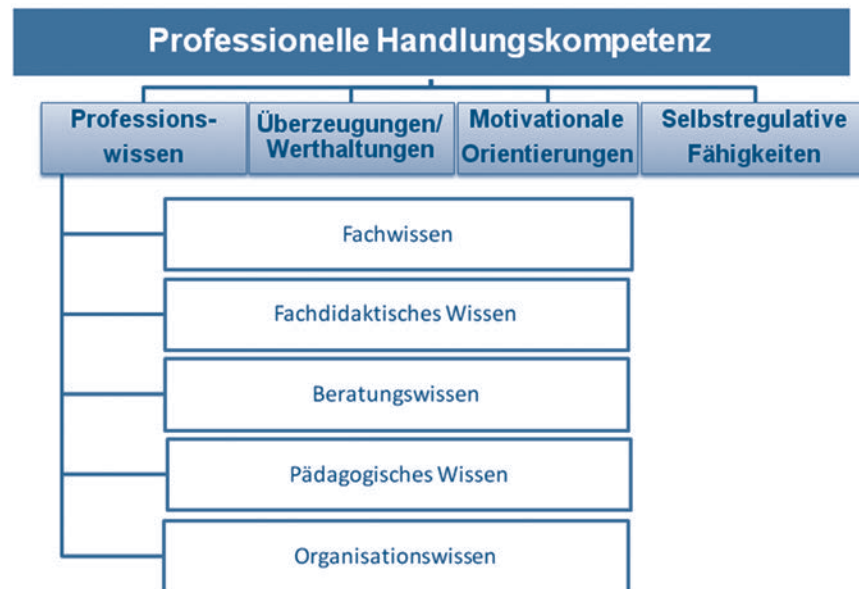 Professionelle Handlungskompetenz
Professions-
wissen
Überzeugungen/
Werthaltungen
Motivationale
Orientierungen
Selbstregulative
Fähigkeiten
Fachwissen
Fachdidaktisches Wissen
Beratungswissen
Pädagogisches Wissen
Organisationswissen